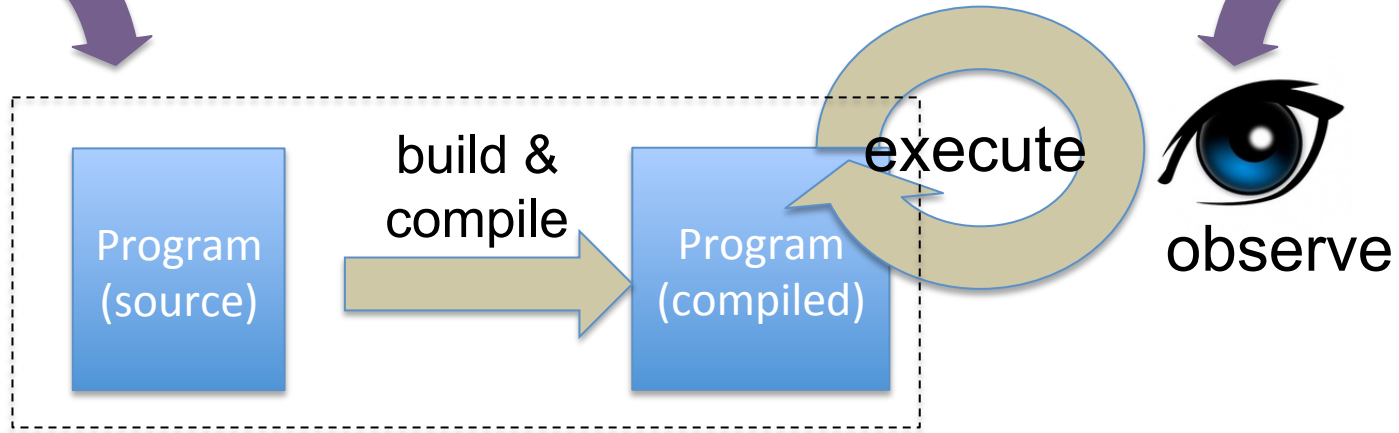 Program
(source)
build &
compile
Program
(compiled)
execute
observe